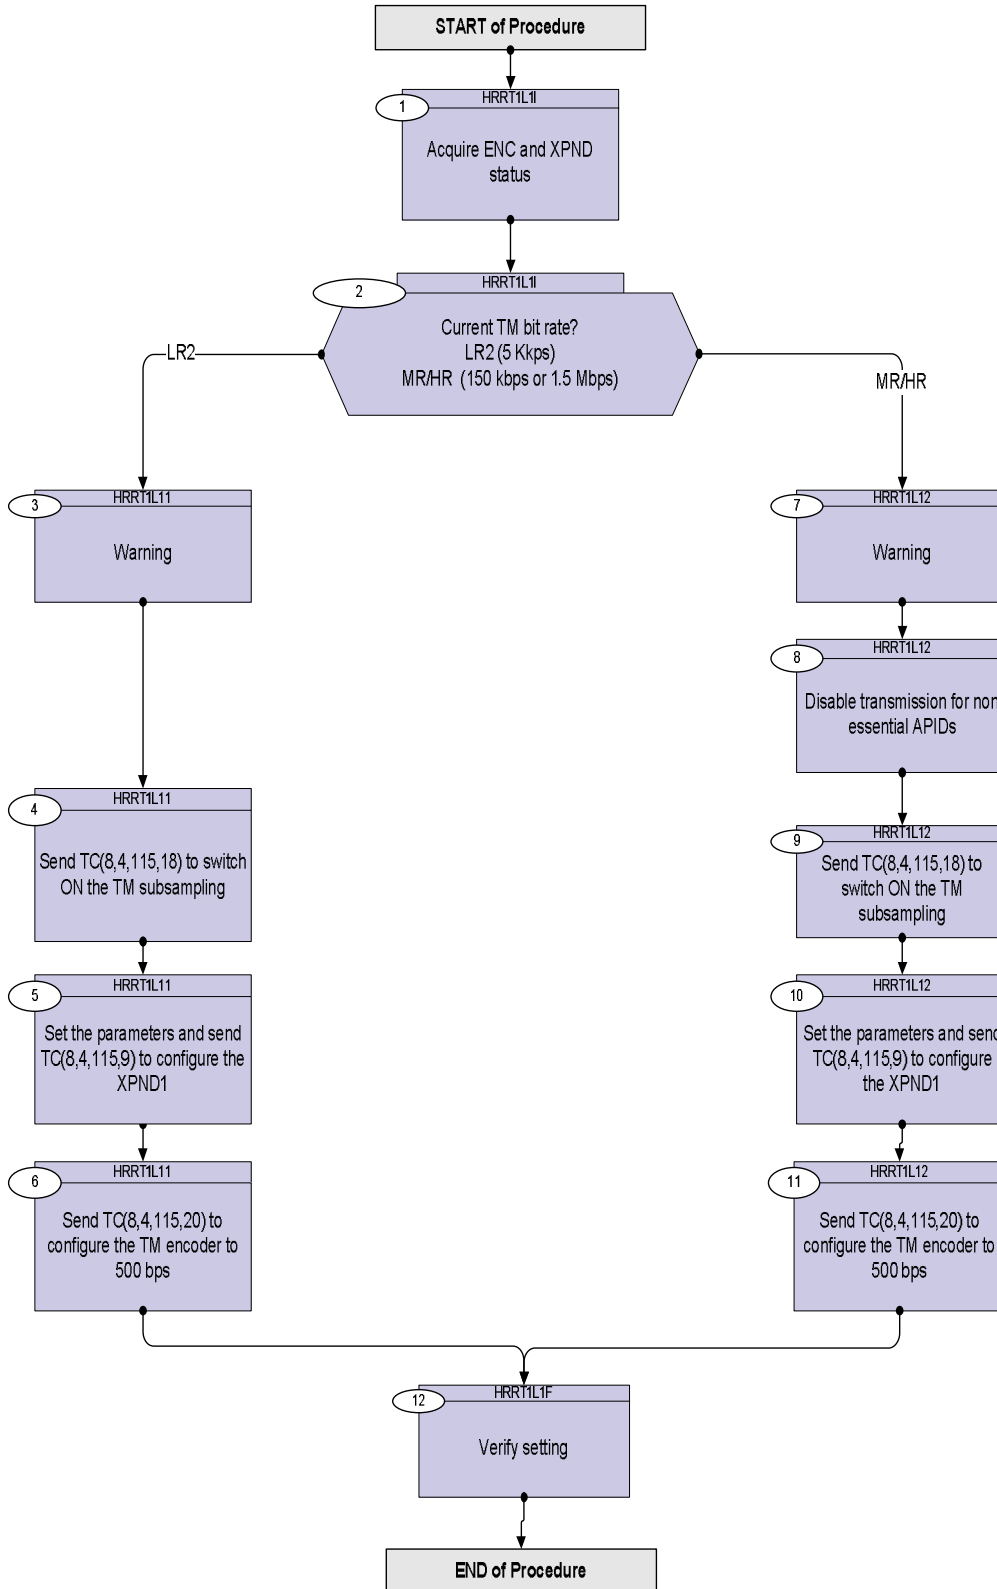 START of Procedure
HRRT1L1I
1
Acquire ENC and XPND
status
HRRT1L1I
2
Current TM bit rate?
LR2 (5 Kkps)
MR/HR (150 kbps or 1.5 Mbps)
LR2
MR/HR
HRRT1L11
3
Warning
HRRT1L12
7
Warning
HRRT1L12
8
Disable transmission for non
essential APIDs
HRRT1L11
4
Send TC(8,4,115,18) to switch
ON the TM subsampling
HRRT1L12
9
Send TC(8,4,115,18) to
switch ON the TM
subsampling
HRRT1L11
5
Set the parameters and send
TC(8,4,115,9) to configure the
XPND1
HRRT1L12
10
Set the parameters and send
TC(8,4,115,9) to configure
the XPND1
HRRT1L11
6
Send TC(8,4,115,20) to
configure the TM encoder to
500 bps
HRRT1L12
11
Send TC(8,4,115,20) to
configure the TM encoder to
500 bps
HRRT1L1F
12
Verify setting
END of Procedure